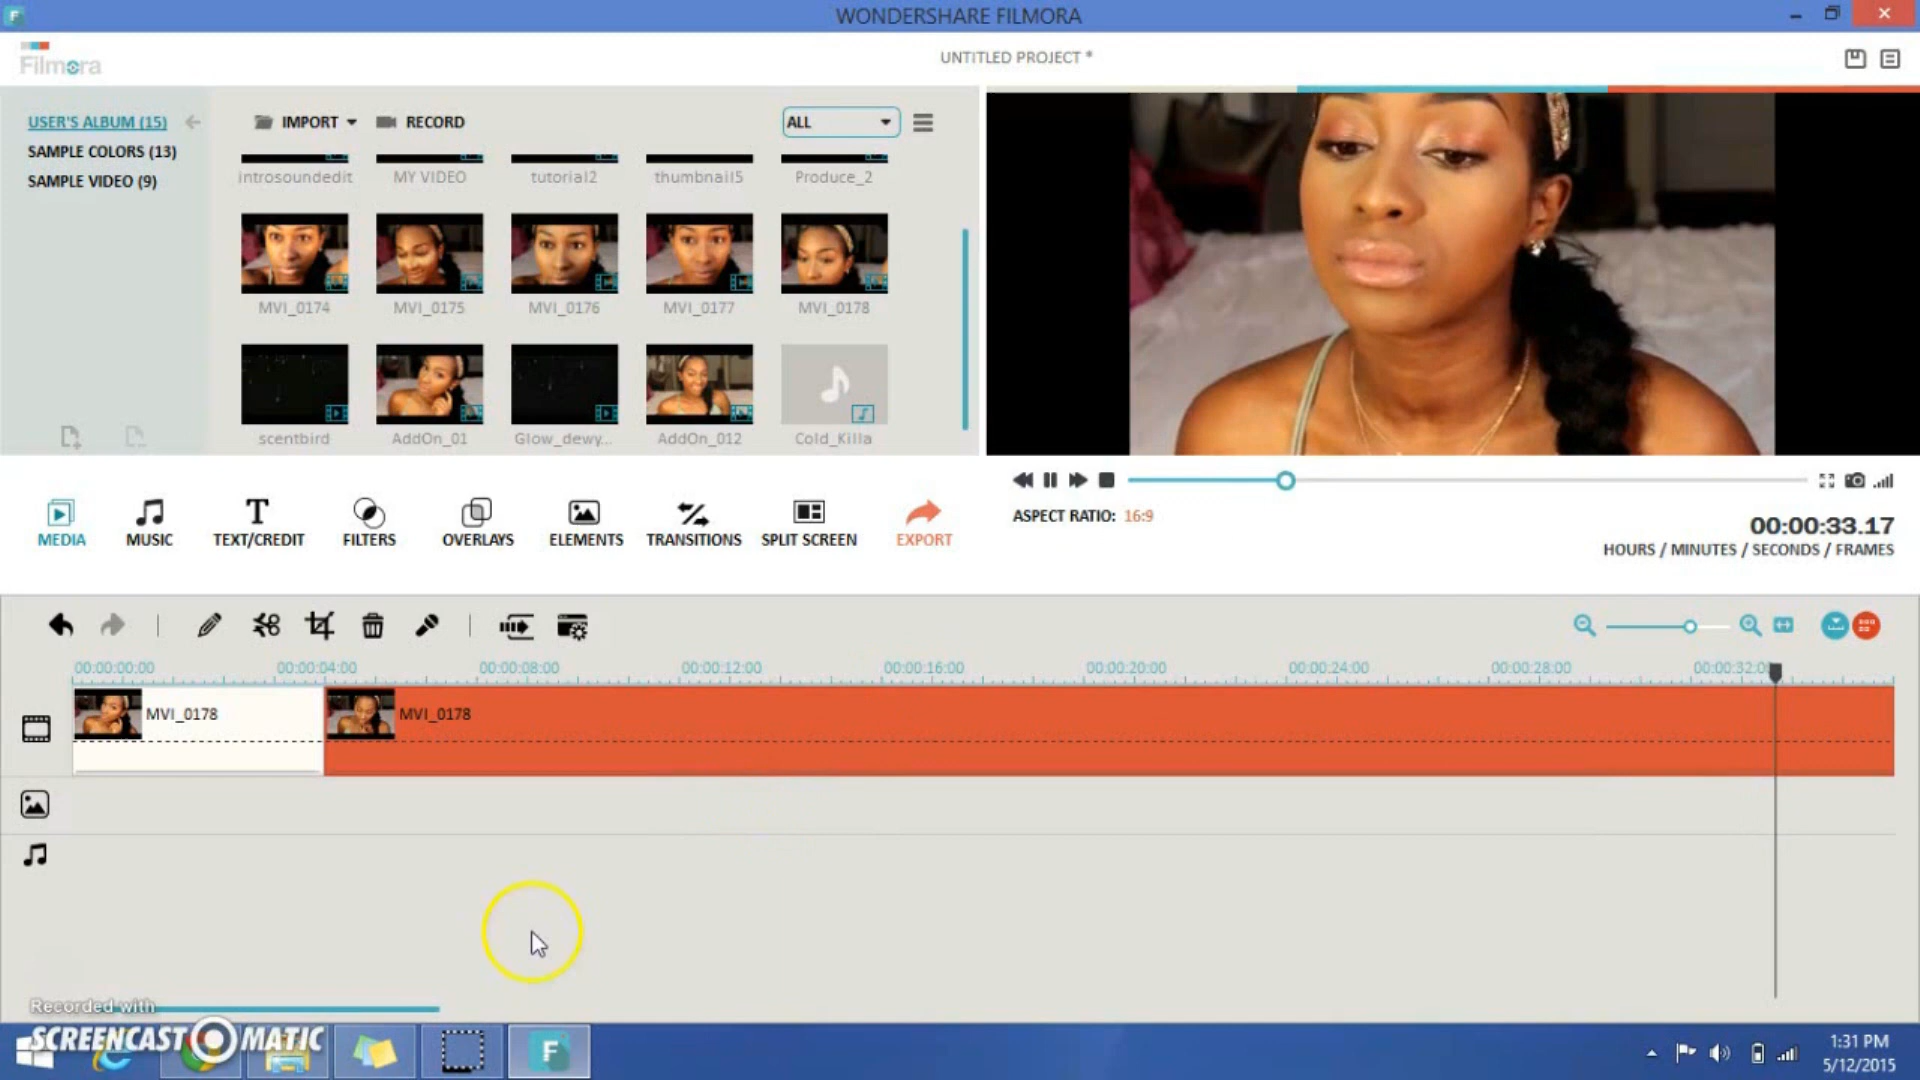 WONDERSHARE FILMORA
Filmora
UNTITLED PROJECT *
USER'S ALBUM (15)
SAMPLE COLORS (13)
SAMPLE VIDEO (9)
IMPORT
RECORD
ALL
introsoundedit
MY VIDEO
tutorial2
thumbnail5
Produce_2
MVI_0174
MVI_0175
MVI_0176
MVI_0177
MVI_0178
scentbird
AddOn_01
Glow_dewy...
AddOn_012
Cold_Killa
MEDIA
MUSIC
TEXT/CREDIT
FILTERS
OVERLAYS
ELEMENTS
TRANSITIONS
SPLIT SCREEN
EXPORT
ASPECT RATIO: 16:9
00:00:33.17
HOURS / MINUTES / SECONDS / FRAMES
00:00:00:00
00:00:04:00
00:00:08:00
00:00:12:00
00:00:16:00
00:00:20:00
00:00:24:00
00:00:28:00
00:00:32:0
MVI_0178
MVI_0178
Recorded with
SCREENCAST MATIC
F
1:31 PM
5/12/2015